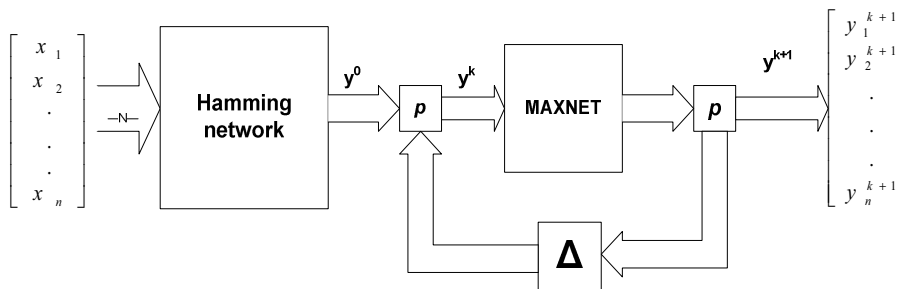 x 1
x 2
.
.
.
x n
N
Hamming
network
y0
p
yk
MAXNET
p
yk+1
y 1 k + 1
y 2 k+1
.
.
.
y n k + 1
Δ